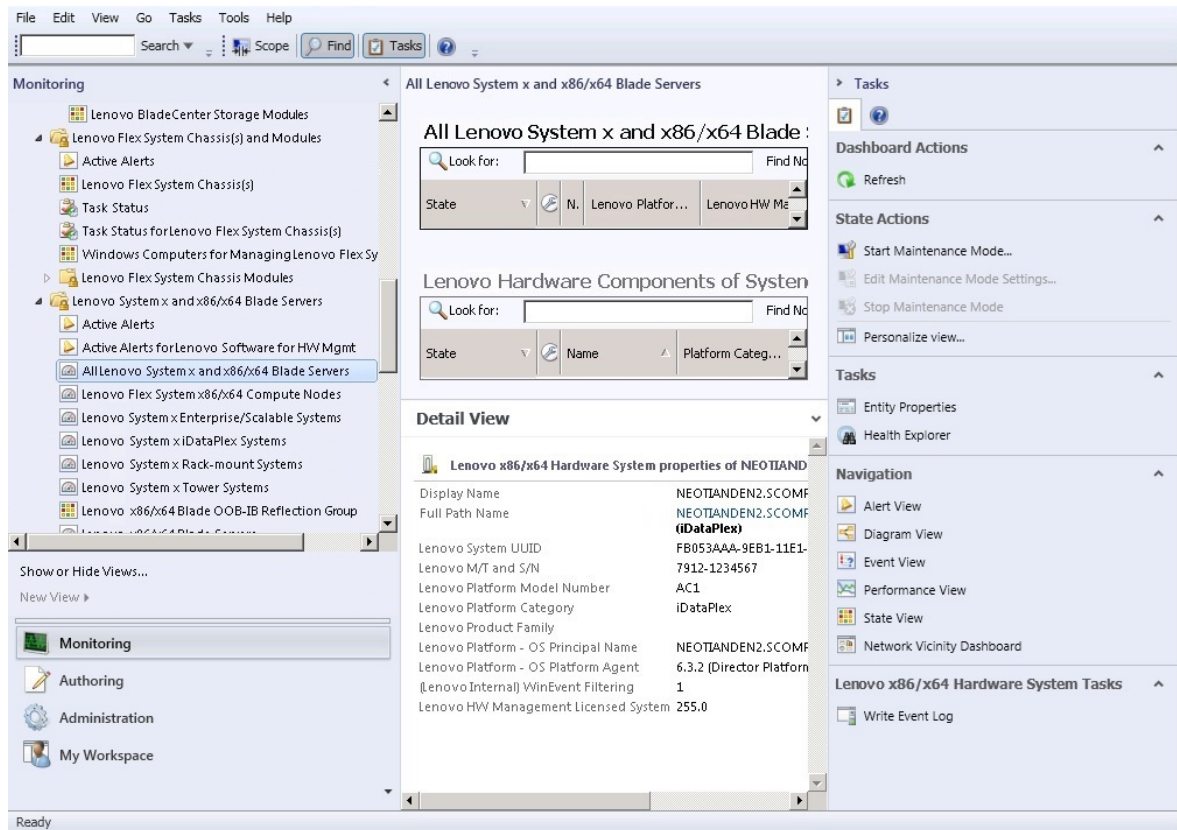 File Edit View Go Tasks Tools Help
Search Scope Find Tasks
Monitoring
Lenovo BladeCenter Storage Modules
Lenovo Flex System Chassis(s) and Modules
Active Alerts
Lenovo Flex System Chassis(s)
Task Status
Task Status for Lenovo Flex System Chassis(s)
Windows Computers for Managing Lenovo Flex Sy
Lenovo Flex System Chassis Modules
Lenovo System x and x86/x64 Blade Servers
Active Alerts
Active Alerts for Lenovo Software for HW Mgmt
All Lenovo System x and x86/x64 Blade Servers
Lenovo Flex System x86/x64 Compute Nodes
Lenovo System x Enterprise/Scalable Systems
Lenovo System x iDataPlex Systems
Lenovo System x Rack-mount Systems
Lenovo System x Tower Systems
Lenovo x86/x64 Blade OOB-IB Reflection Group
Show or Hide Views...
New View
Monitoring
Authoring
Administration
My Workspace
Ready
All Lenovo System x and x86/x64 Blade Servers
All Lenovo System x and x86/x64 Blade
Look for: Find No
State N. Lenovo Platfor... Lenovo HW Ma
Lenovo Hardware Components of System
Look for: Find No
State Name Platform Categ...
Detail View
Lenovo x86/x64 Hardware System properties of NEOTIAND
Display Name NEOTIANDEN2.SCOMP
Full Path Name NEOTIANDEN2.SCOMP
(iDataPlex)
Lenovo System UUID FB053AAA-9EB1-11E1-
Lenovo M/T and S/N 7912-1234567
Lenovo Platform Model Number AC1
Lenovo Platform Category iDataPlex
Lenovo Product Family
Lenovo Platform - OS Principal Name NEOTIANDEN2.SCOMP
Lenovo Platform - OS Platform Agent 6.3.2 (Director Platform
(Lenovo Internal) WinEvent Filtering 1
Lenovo HW Management Licensed System 255.0
Tasks
Dashboard Actions
Refresh
State Actions
Start Maintenance Mode...
Edit Maintenance Mode Settings...
Stop Maintenance Mode
Personalize view...
Tasks
Entity Properties
Health Explorer
Navigation
Alert View
Diagram View
Event View
Performance View
State View
Network Vicinity Dashboard
Lenovo x86/x64 Hardware System Tasks
Write Event Log